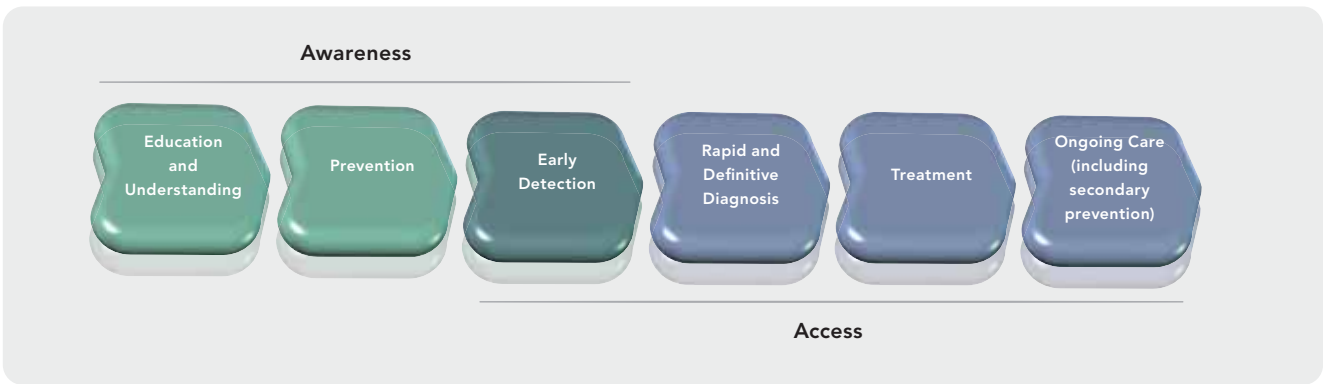 Awareness
Education
and
Understanding
Prevention
Early
Detection
Rapid and
Definitive
Diagnosis
Treatment
Ongoing Care
(including
secondary
prevention)
Access